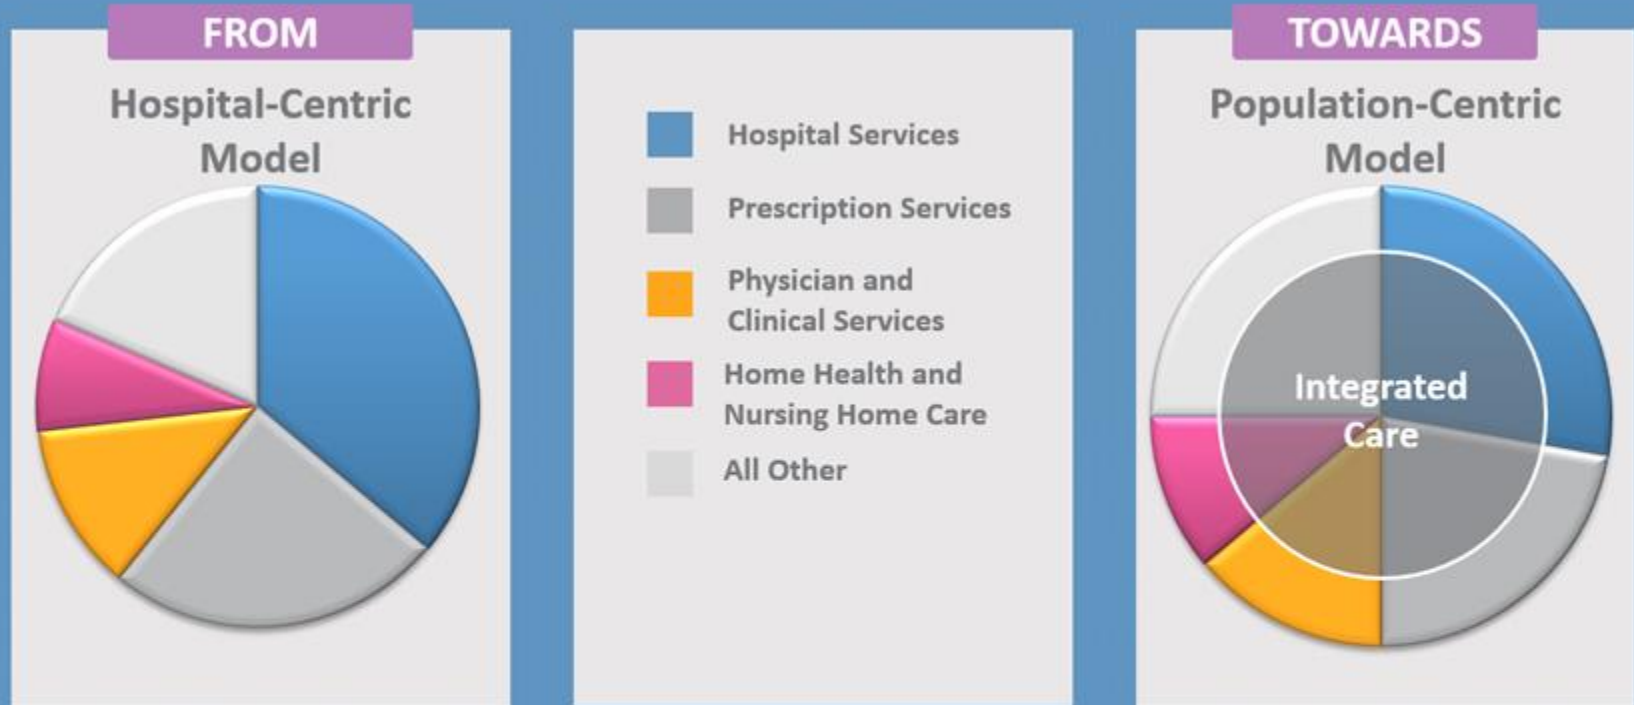 FROM
Hospital-Centric
Model
Hospital Services
Prescription Services
Physician and
Clinical Services
Home Health and
Nursing Home Care
All Other
TOWARDS
Population-Centric
Model
Integrated
Care